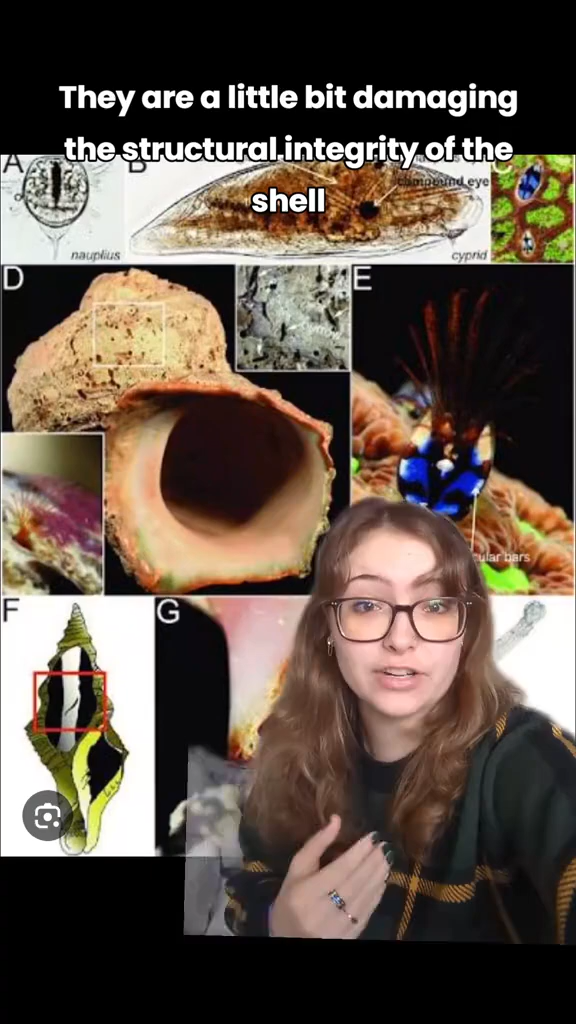 They are a little bit damaging
the structural integrity of the
shell
A
B
compound eye
nauplius
cyprid
D
E
ular bars
F
G